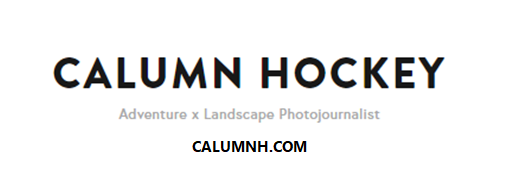 CALUMN HOCKEY
Adventure x Landscape Photojournalist
CALUMNH.COM